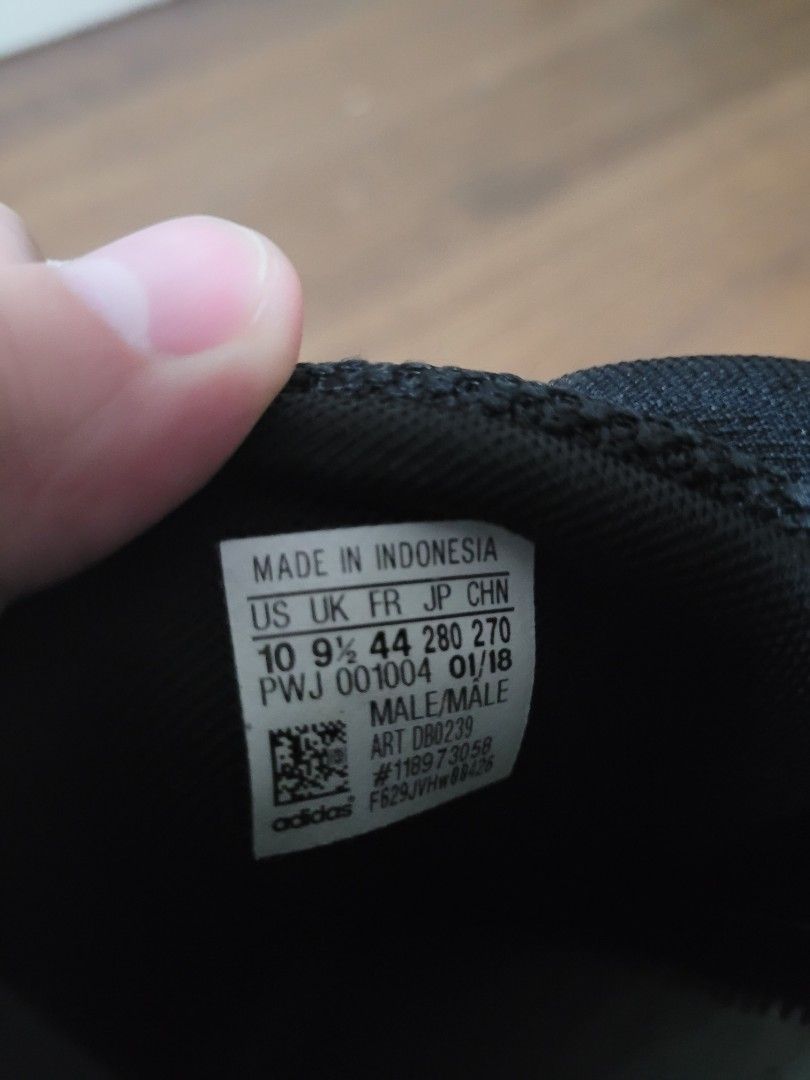 MADE IN INDONESIA
US UK FR JP CHN
10 9½ 44 280 270
PWJ 001004 01/18
MALE/MÂLE
ART DB0239
#118973058
adidas